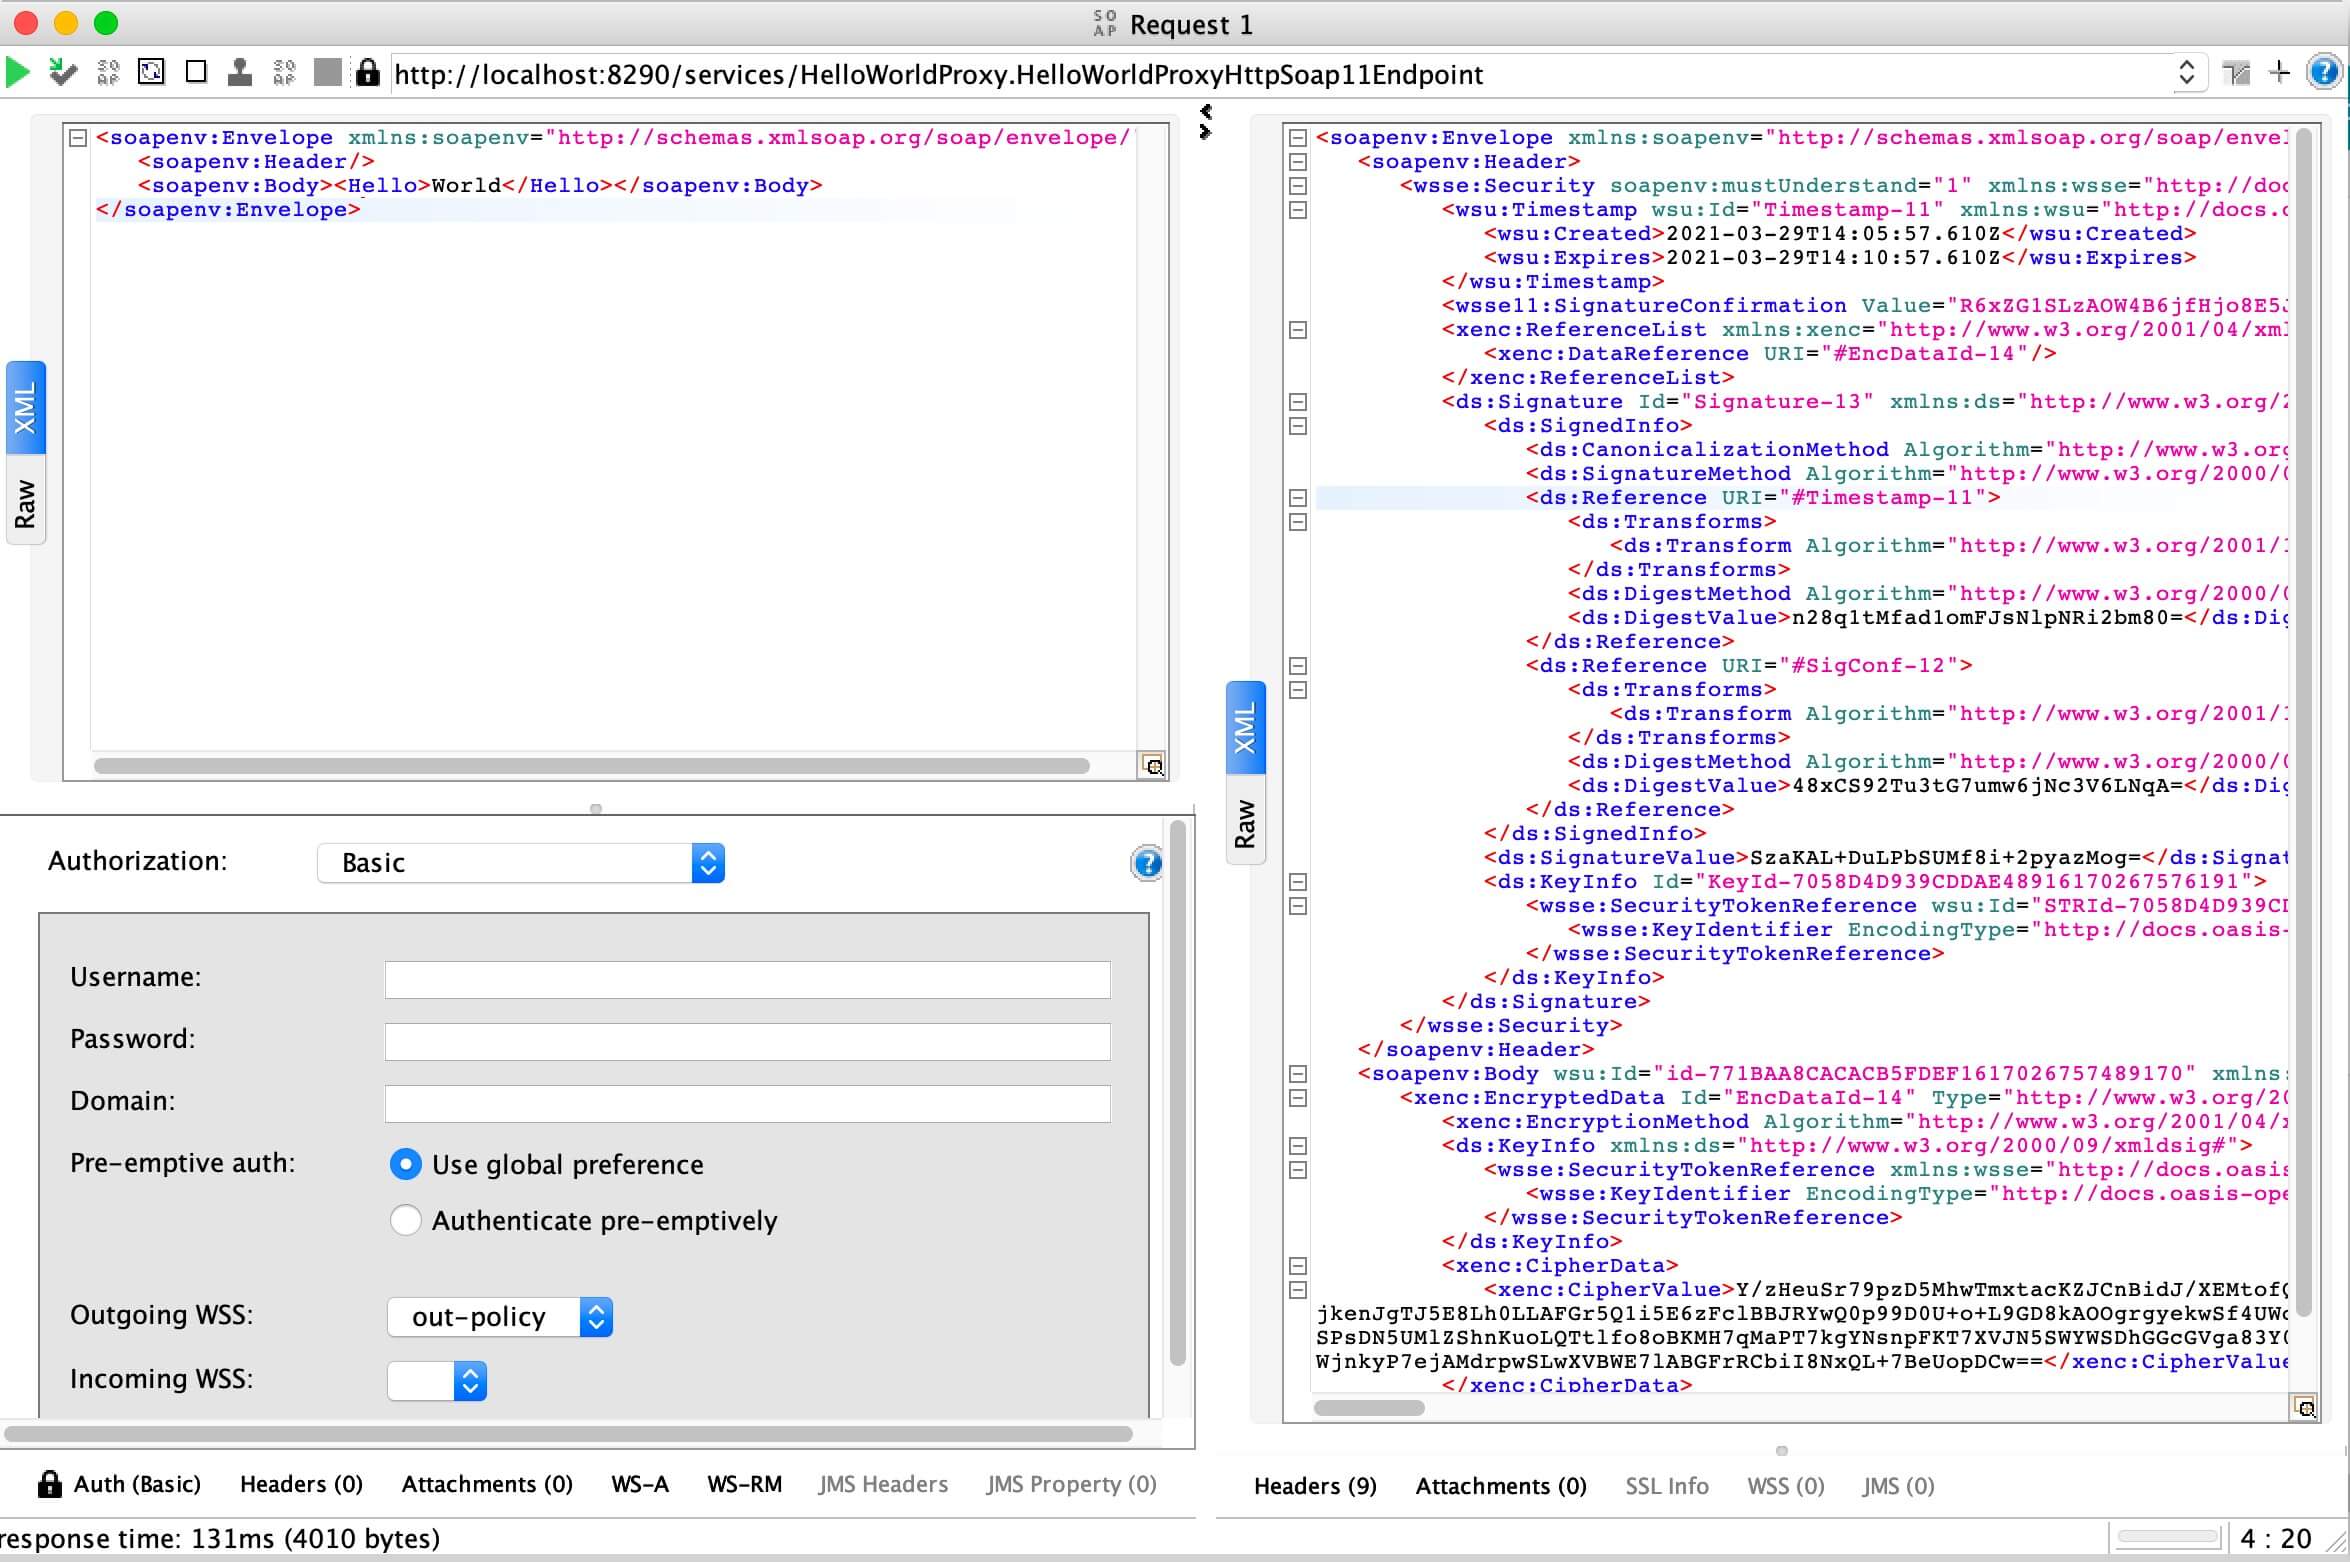 SO AP Request 1
http://localhost:8290/services/HelloWorldProxy.HelloWorldProxyHttpSoap11Endpoint
<soapenv:Envelope xmlns:soapenv="http://schemas.xmlsoap.org/soap/envelope/
<soapenv:Header/>
<soapenv:Body><Hello>World</Hello></soapenv:Body>
</soapenv:Envelope>
XML
Raw
Authorization: Basic
Username:
Password:
Domain:
Pre-emptive auth: Use global preference
Authenticate pre-emptively
Outgoing WSS: out-policy
Incoming WSS:
Auth (Basic) Headers (0) Attachments (0) WS-A WS-RM JMS Headers JMS Property (0)
response time: 131ms (4010 bytes)
XML
Raw
<soapenv:Envelope xmlns:soapenv="http://schemas.xmlsoap.org/soap/envel
<soapenv:Header>
<wsse:Security soapenv:mustUnderstand="1" xmlns:wsse="http://doc
<wsu:Timestamp wsu:Id="Timestamp-11" xmlns:wsu="http://docs.o
<wsu:Created>2021-03-29T14:05:57.610Z</wsu:Created>
<wsu:Expires>2021-03-29T14:10:57.610Z</wsu:Expires>
</wsu:Timestamp>
<wsse11:SignatureConfirmation Value="R6xZG1SLzAOW4B6jfHjo8E5J
<xenc:ReferenceList xmlns:xenc="http://www.w3.org/2001/04/xml
<xenc:DataReference URI="#EncDataId-14"/>
</xenc:ReferenceList>
<ds:Signature Id="Signature-13" xmlns:ds="http://www.w3.org/2
<ds:SignedInfo>
<ds:CanonicalizationMethod Algorithm="http://www.w3.org
<ds:SignatureMethod Algorithm="http://www.w3.org/2000/0
<ds:Reference URI="#Timestamp-11">
<ds:Transforms>
<ds:Transform Algorithm="http://www.w3.org/2001/1
</ds:Transforms>
<ds:DigestMethod Algorithm="http://www.w3.org/2000/0
<ds:DigestValue>n28q1tMfad1omFJsNlpNRi2bm80=</ds:Dig
</ds:Reference>
<ds:Reference URI="#SigConf-12">
<ds:Transforms>
<ds:Transform Algorithm="http://www.w3.org/2001/1
</ds:Transforms>
<ds:DigestMethod Algorithm="http://www.w3.org/2000/0
<ds:DigestValue>48xCS92Tu3tG7umw6jNc3V6LNqA=</ds:Dig
</ds:Reference>
</ds:SignedInfo>
<ds:SignatureValue>SzaKAL+DuLPbSUMf8i+2pyazMog=</ds:Signat
<ds:KeyInfo Id="KeyId-7058D4D939CDDAE489161702675 76191">
<wsse:SecurityTokenReference wsu:Id="STRId-7058D4D939CD
<wsse:KeyIdentifier EncodingType="http://docs.oasis-
</wsse:SecurityTokenReference>
</ds:KeyInfo>
</ds:Signature>
</wsse:Security>
</soapenv:Header>
<soapenv:Body wsu:Id="id-771BAA8CACACB5FDEF1617026757489170" xmlns:
<xenc:EncryptedData Id="EncDataId-14" Type="http://www.w3.org/20
<xenc:EncryptionMethod Algorithm="http://www.w3.org/2001/04/x
<ds:KeyInfo xmlns:ds="http://www.w3.org/2000/09/xmldsig#">
<wsse:SecurityTokenReference xmlns:wsse="http://docs.oasis
<wsse:KeyIdentifier EncodingType="http://docs.oasis-ope
</wsse:SecurityTokenReference>
</ds:KeyInfo>
<xenc:CipherData>
<xenc:CipherValue>Y/zHeuSr79pzD5MhwTmxtacKZJCnBidJ/XEMtofQ
jkenJgTJ5E8Lh0LLAFGr5Q1i5E6zFclBBJRYwQ0p99D0U+o+L9GD8kAOOgrgyekwSf4UWo
SPsDN5UMlZShnKuoLQTtlfo8oBKMH7qMaPT7kgYNsnpFKT7XVJN5SWYWSDhGGcGVga83Y0
WjnkyP7ejAMdrpwSLwXVBWE7lABGFrRCbiI8NxQL+7BeUopDCw==</xenc:CipherValue
</xenc:CipherData>
Headers (9) Attachments (0) SSL Info WSS (0) JMS (0)
4 : 20